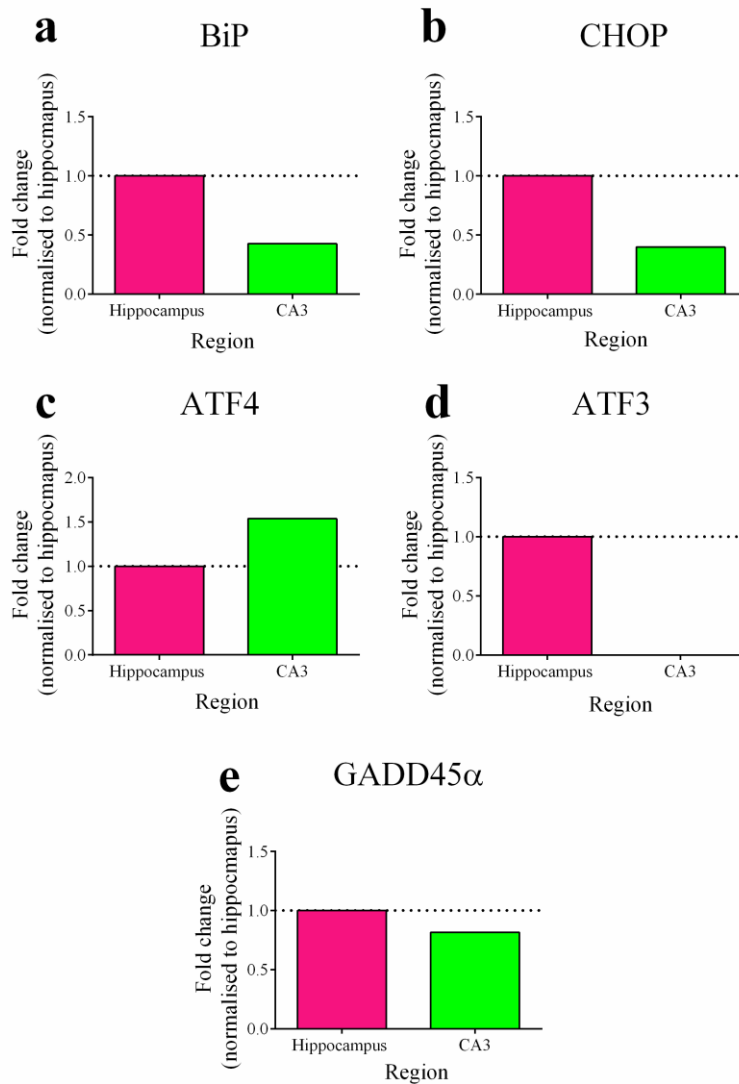 a
BiP
Fold change
(normalised to hippocmapus)
1.5
1.0
0.5
0.0
Hippocampus
CA3
Region
b
CHOP
Fold change
(normalised to hippocmapus)
1.5
1.0
0.5
0.0
Hippocampus
CA3
Region
c
ATF4
Fold change
(normalised to hippocmapus)
2.0
1.5
1.0
0.5
0.0
Hippocampus
CA3
Region
d
ATF3
Fold change
(normalised to hippocmapus)
1.5
1.0
0.5
0.0
Hippocampus
CA3
Region
e
GADD45α
Fold change
(normalised to hippocmapus)
1.5
1.0
0.5
0.0
Hippocampus
CA3
Region